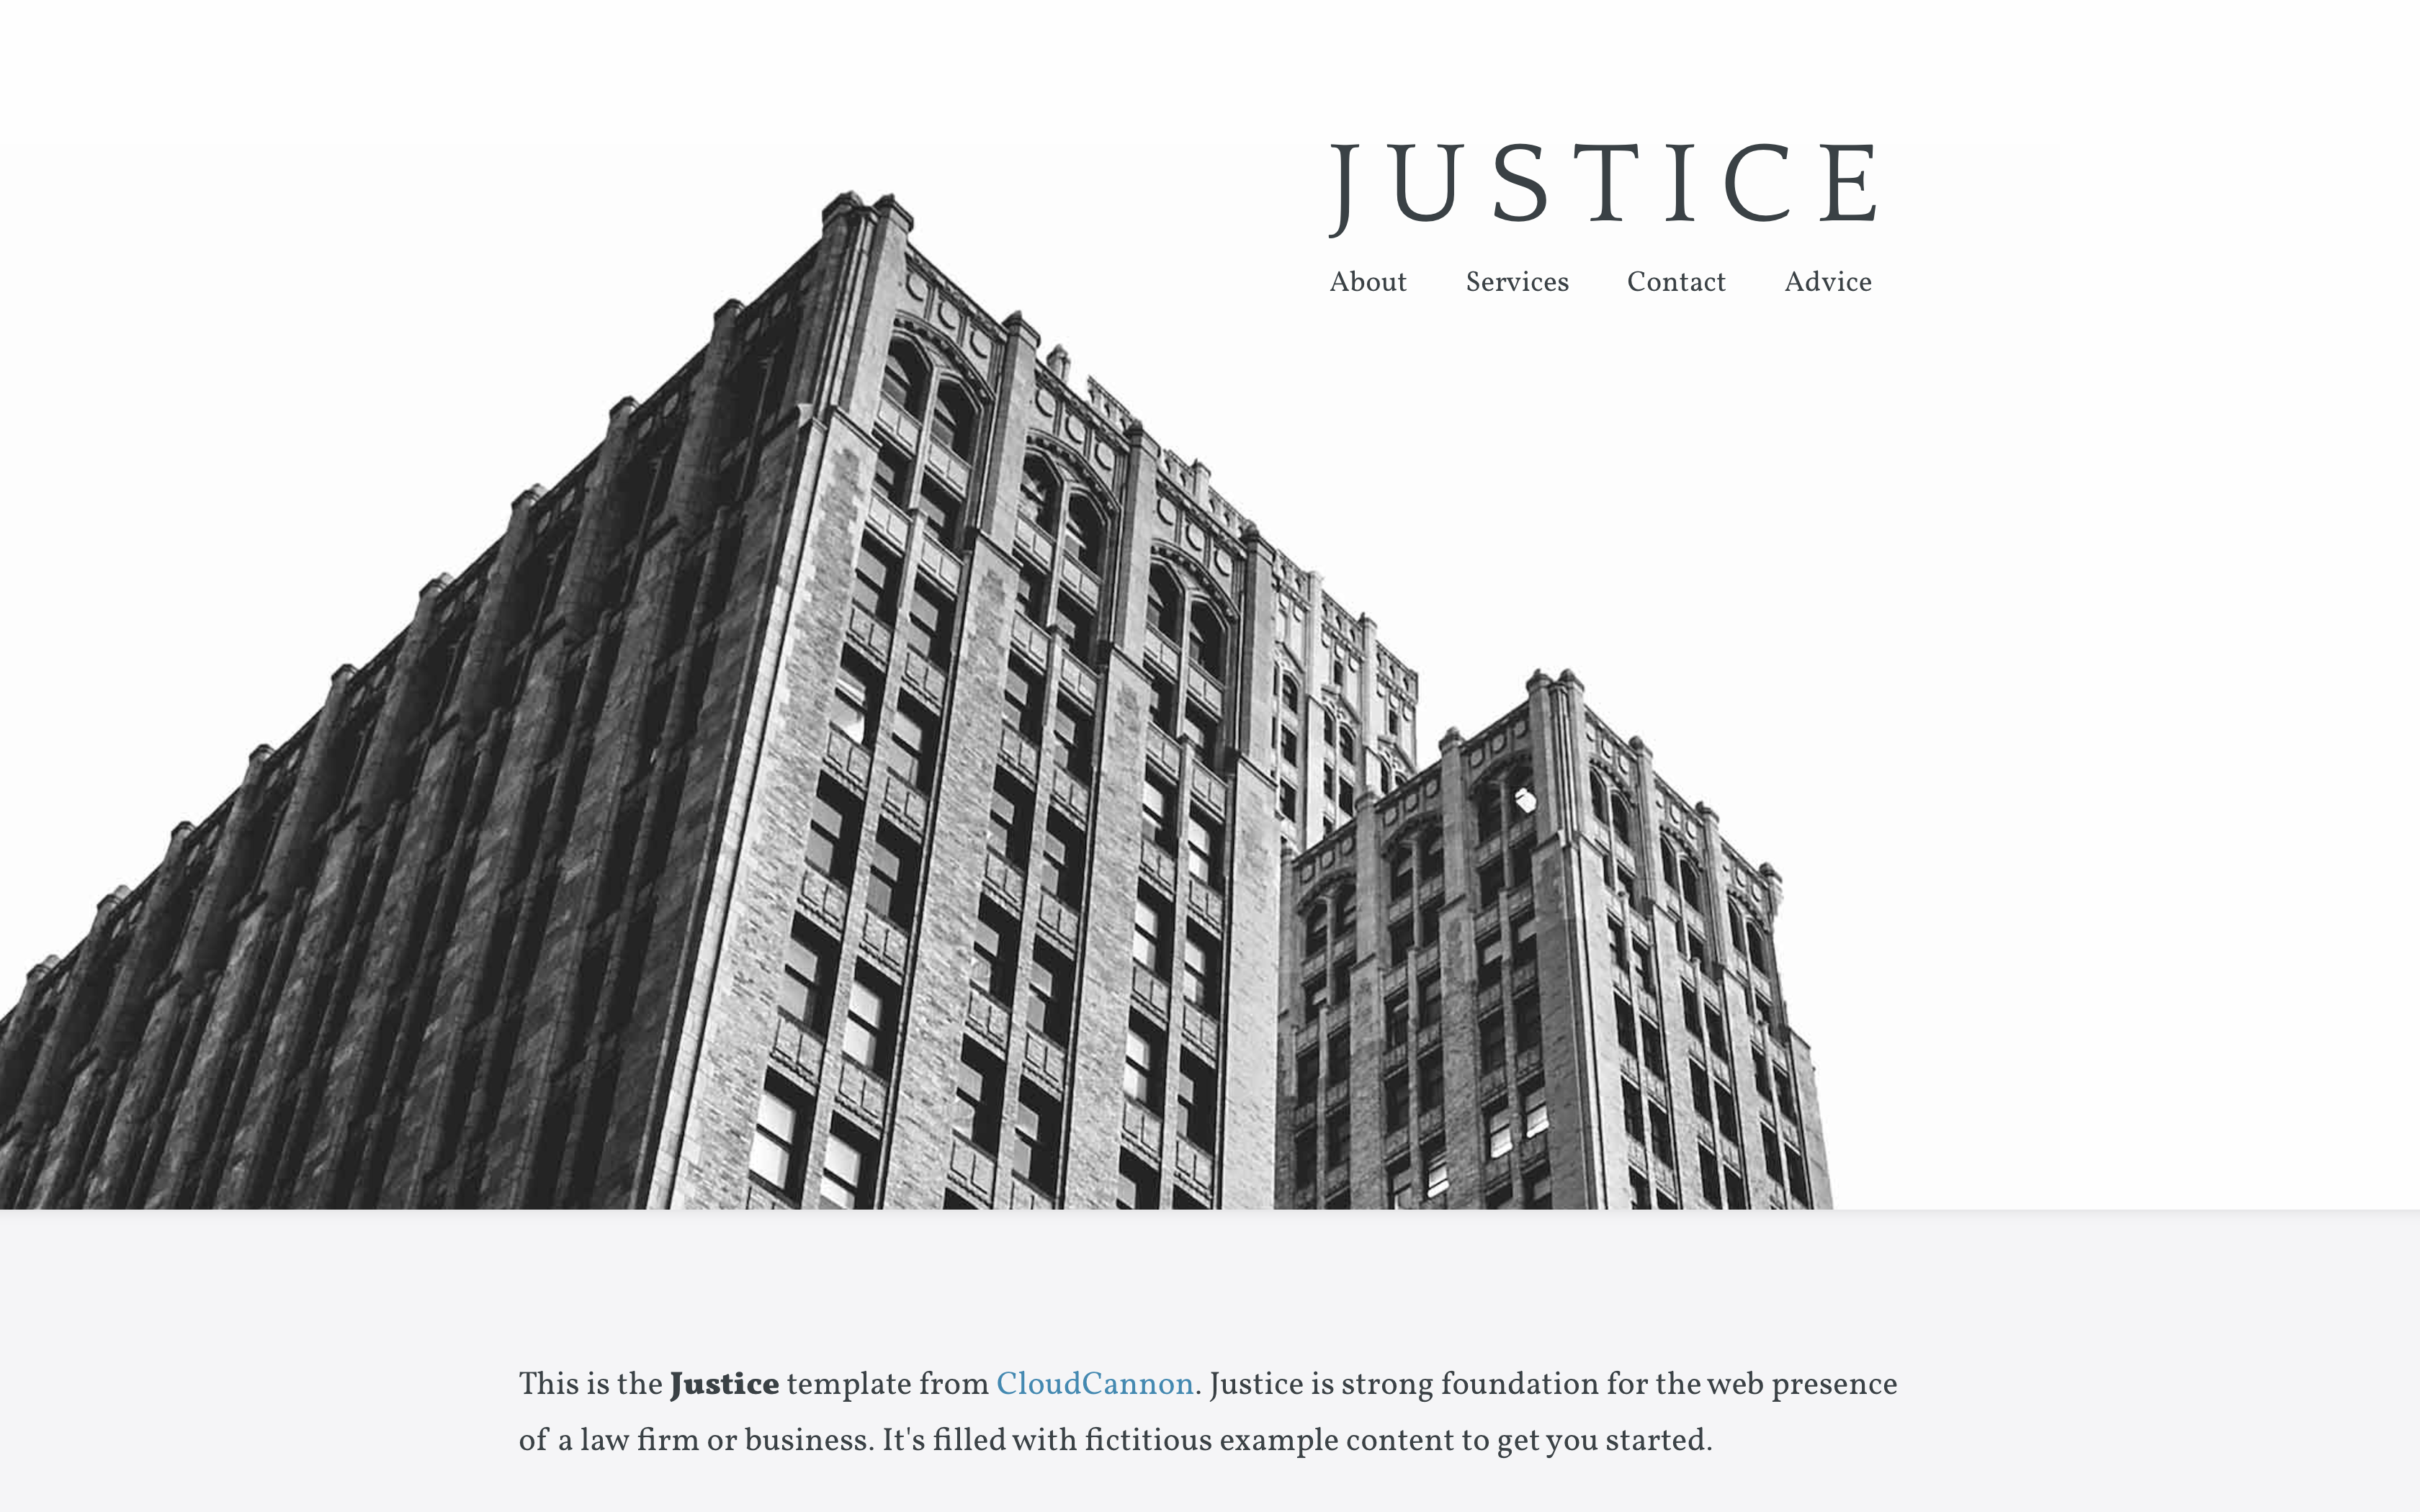 JUSTICE
About Services Contact Advice
This is the Justice template from CloudCannon. Justice is strong foundation for the web presence
of a law firm or business. It's filled with fictitious example content to get you started.